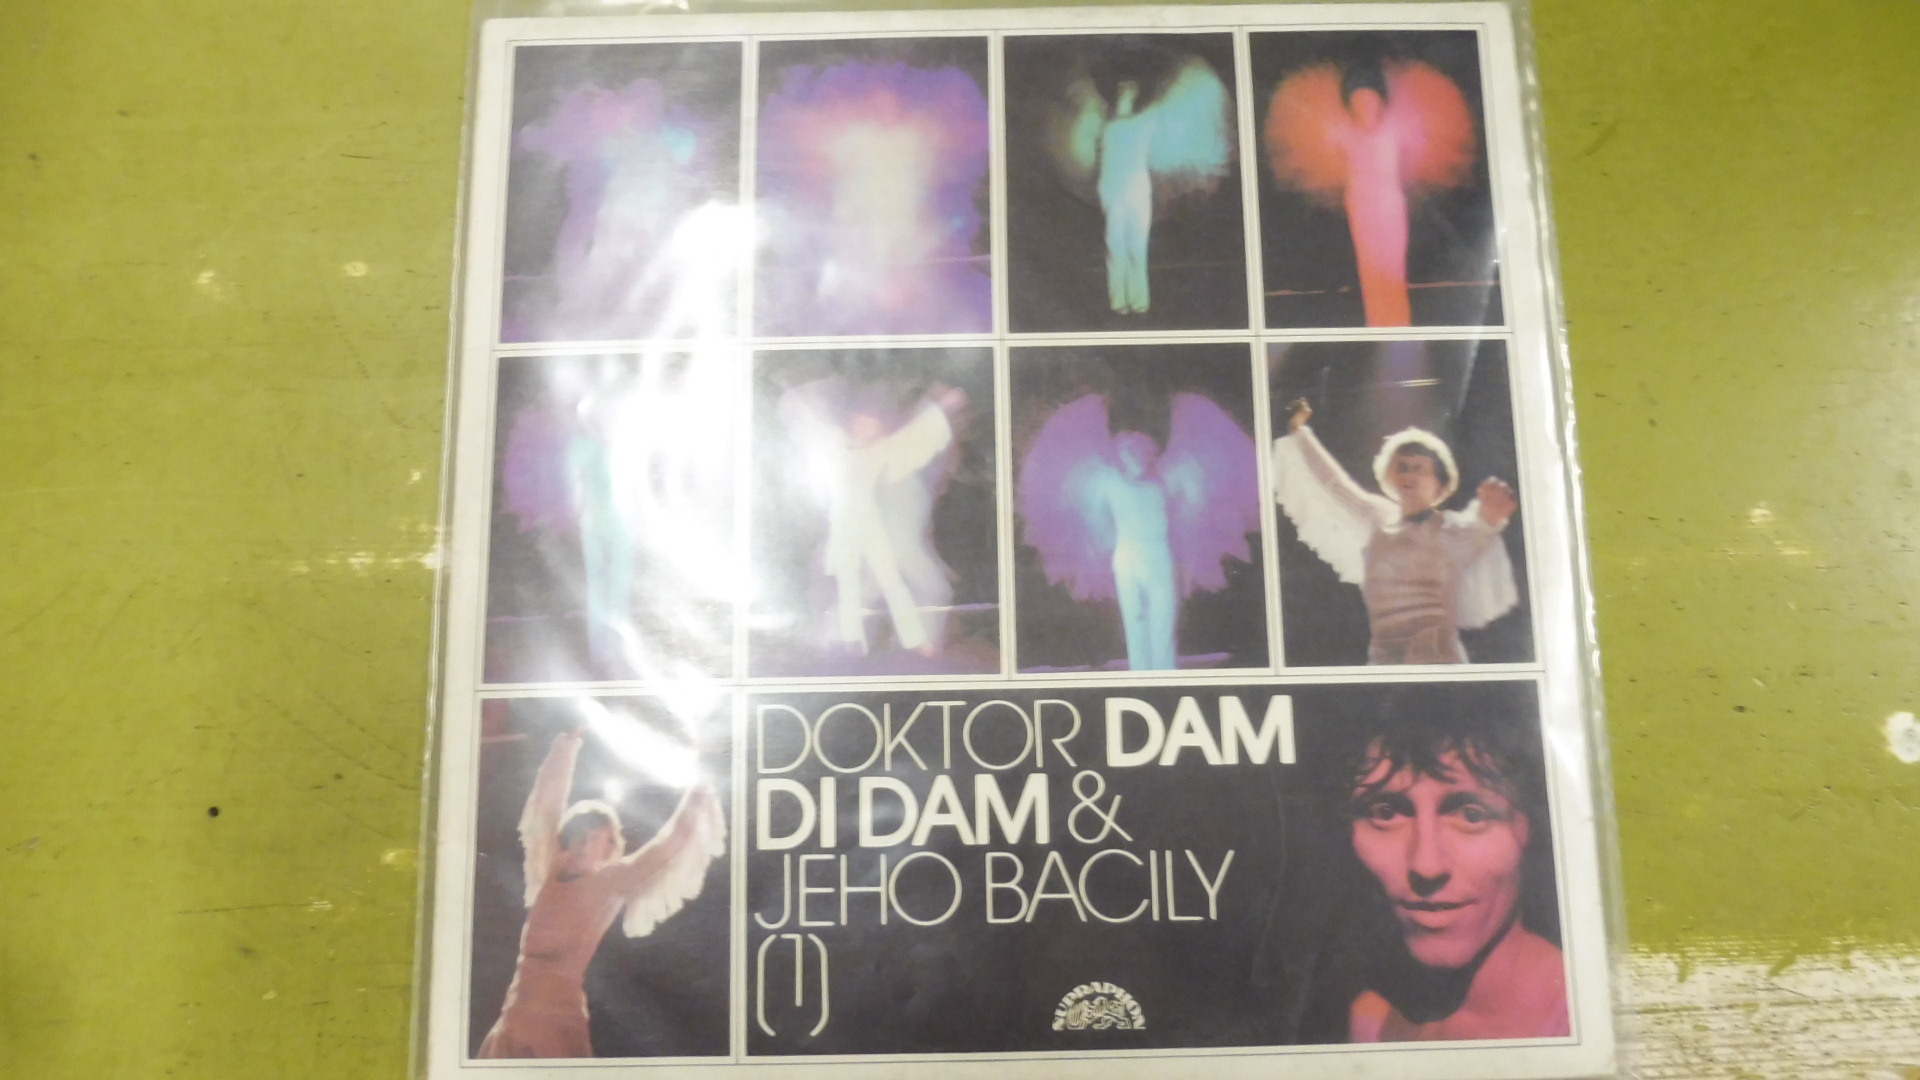 DOKTOR DAM
DI DAM &
JEHO BACILY
(1)
SUPRAPHON